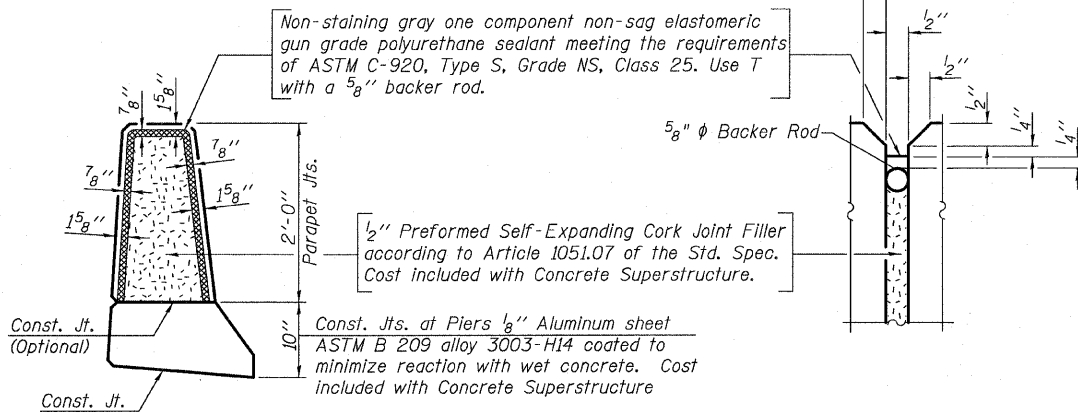 Non-staining gray one component non-sag elastomeric
gun grade polyurethane sealant meeting the requirements
of ASTM C-920, Type S, Grade NS, Class 25. Use T
with a 5/8" backer rod.
1/2"
1/2"
1/2"
1/4"
1/4"
5/8" ϕ Backer Rod
7/8"
1 5/8"
7/8"
7/8"
1 5/8"
1 5/8"
2'-0"
Parapet Jts.
1/2" Preformed Self-Expanding Cork Joint Filler
according to Article 1051.07 of the Std. Spec.
Cost included with Concrete Superstructure.
Const. Jt.
(Optional)
10"
Const. Jts. at Piers 1/8" Aluminum sheet
ASTM B 209 alloy 3003-H14 coated to
minimize reaction with wet concrete. Cost
included with Concrete Superstructure
Const. Jt.